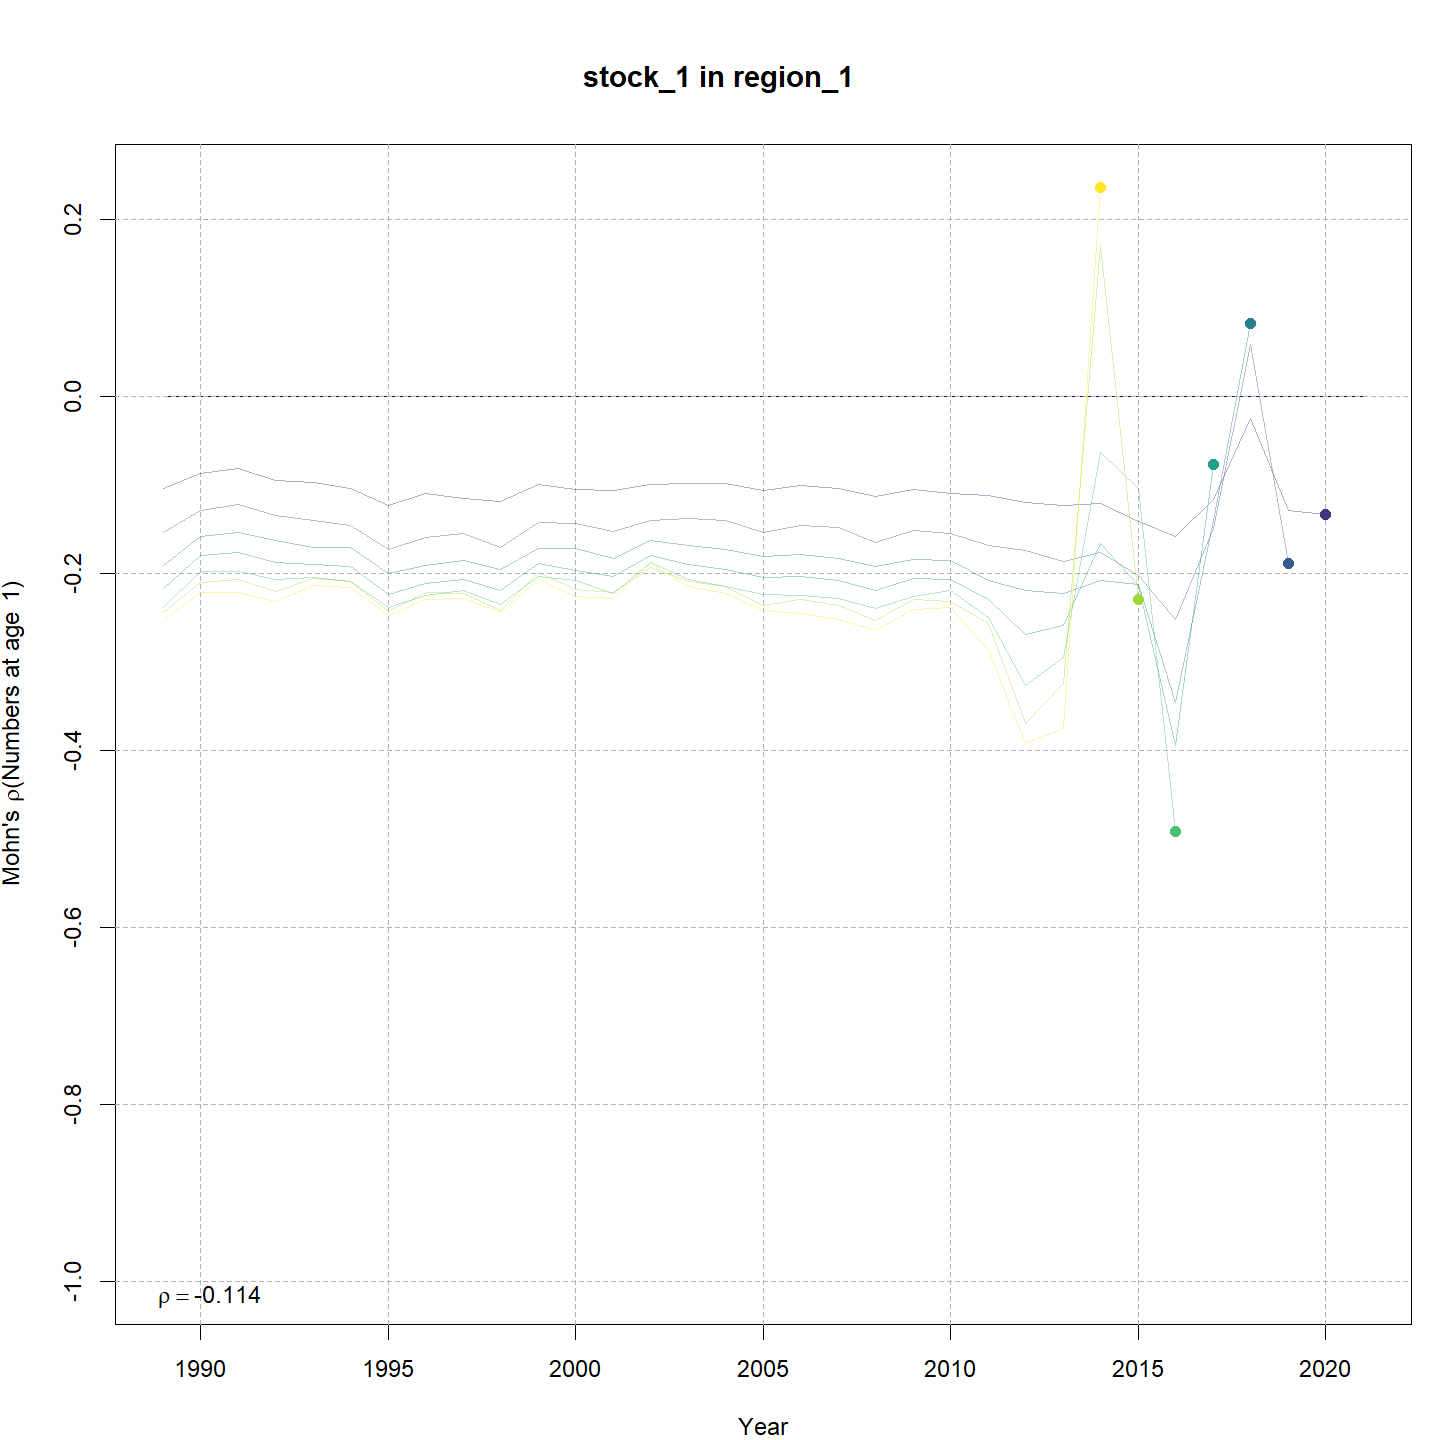 stock_1 in region_1
Mohn's ρ(Numbers at age 1)
0.2
0.0
-0.2
-0.4
-0.6
-0.8
-1.0
ρ = -0.114
1990 1995 2000 2005 2010 2015 2020
Year